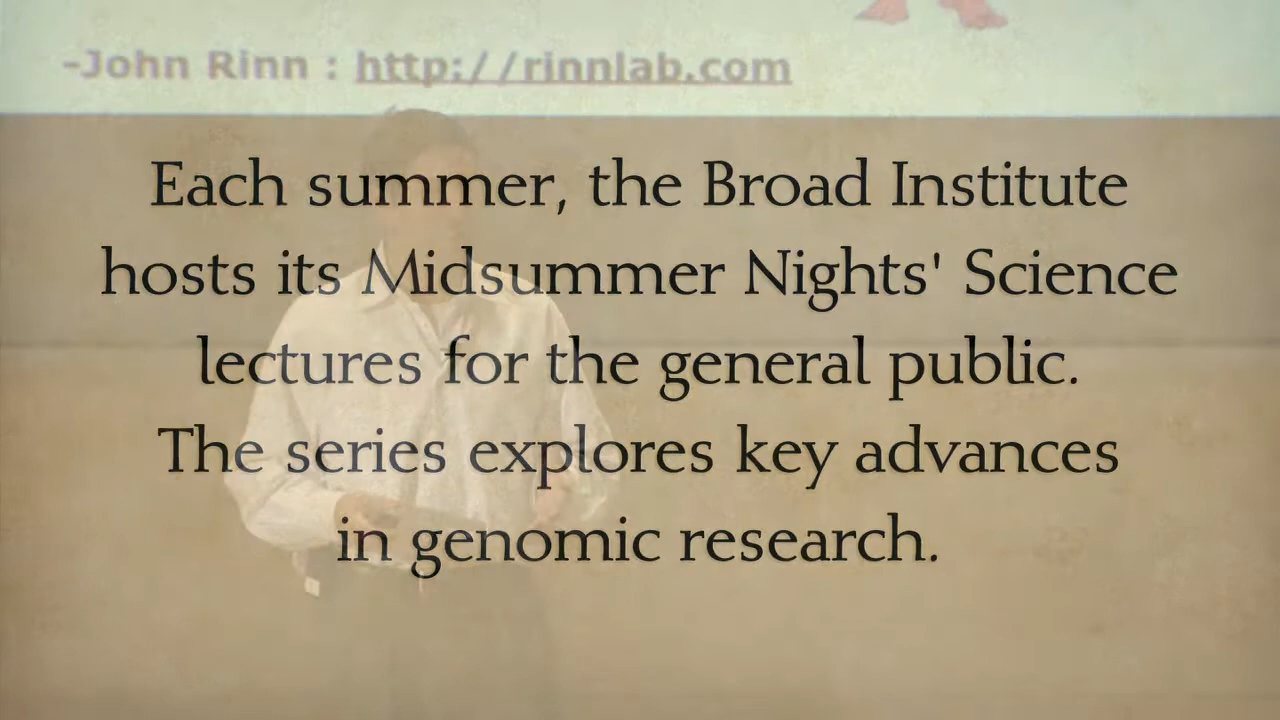 -John Rinn : http://rinnlab.com
Each summer, the Broad Institute
hosts its Midsummer Nights' Science
lectures for the general public.
The series explores key advances
in genomic research.